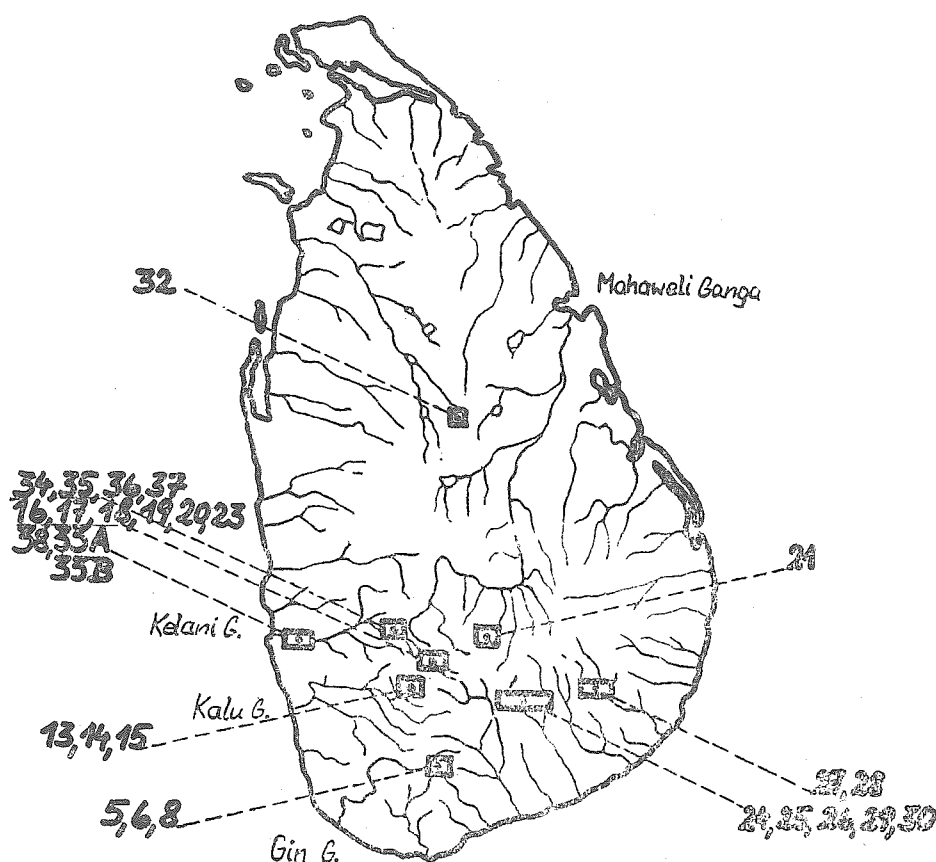 Mahaweli Ganga
32
34,35,36,37
16,17,18,19,20,23
38,33A
35B
21
Kelani G.
Kalu G.
13,14,15
27,28
5,6,8
24,25,26,29,30
Gin G.